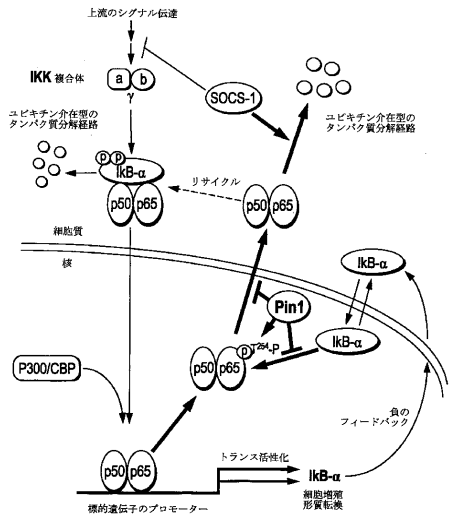 上流のシグナル伝達
IKK 複合体
a
b
γ
SOCS-1
ユビキチン介在型の
タンパク質分解経路
ユビキチン介在型の
タンパク質分解経路
P P
IkB-α
p50 p65
リサイクル
p50 p65
細胞質
核
IkB-α
Pin1
IkB-α
P T254-P
p50 p65
P300/CBP
負の
フィードバック
p50 p65
トランス活性化
IkB-α
細胞増殖
形質転換
標的遺伝子のプロモーター